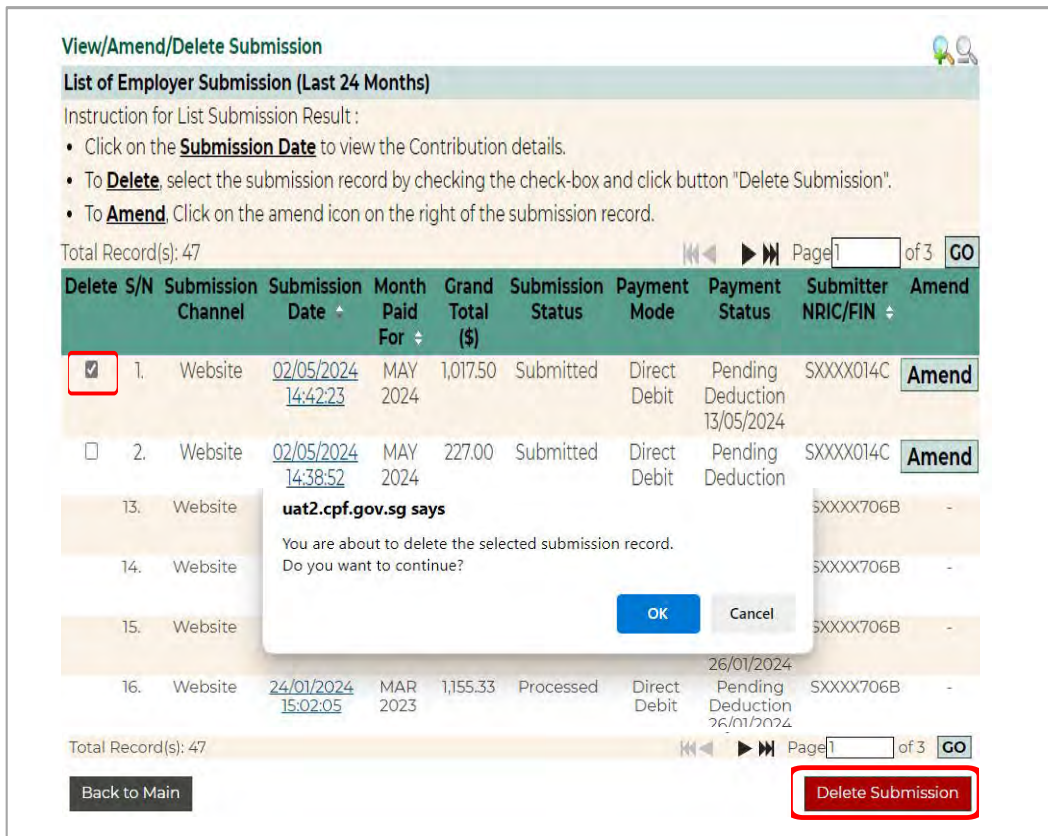 View/Amend/Delete Submission
List of Employer Submission (Last 24 Months)
Instruction for List Submission Result :
• Click on the Submission Date to view the Contribution details.
• To Delete, select the submission record by checking the check-box and click button "Delete Submission".
• To Amend, Click on the amend icon on the right of the submission record.
Total Record(s): 47 Page 1 of 3 GO
Delete S/N Submission Submission Month Grand Submission Payment Payment Submitter Amend
Channel Date Paid Total Status Mode Status NRIC/FIN
For ($)
1. Website 02/05/2024 MAY 1,017.50 Submitted Direct Pending SXXXX014C Amend
14:42:23 2024 Debit Deduction
13/05/2024
2. Website 02/05/2024 MAY 227.00 Submitted Direct Pending SXXXX014C Amend
14:38:52 2024 Debit Deduction
13. Website SXXXX706B -
uat2.cpf.gov.sg says
You are about to delete the selected submission record.
Do you want to continue?
14. Website SXXXX706B -
OK Cancel
15. Website SXXXX706B -
26/01/2024
16. Website 24/01/2024 MAR 1,155.33 Processed Direct Pending SXXXX706B -
15:02:05 2023 Debit Deduction
26/01/2024
Total Record(s): 47 Page 1 of 3 GO
Back to Main Delete Submission